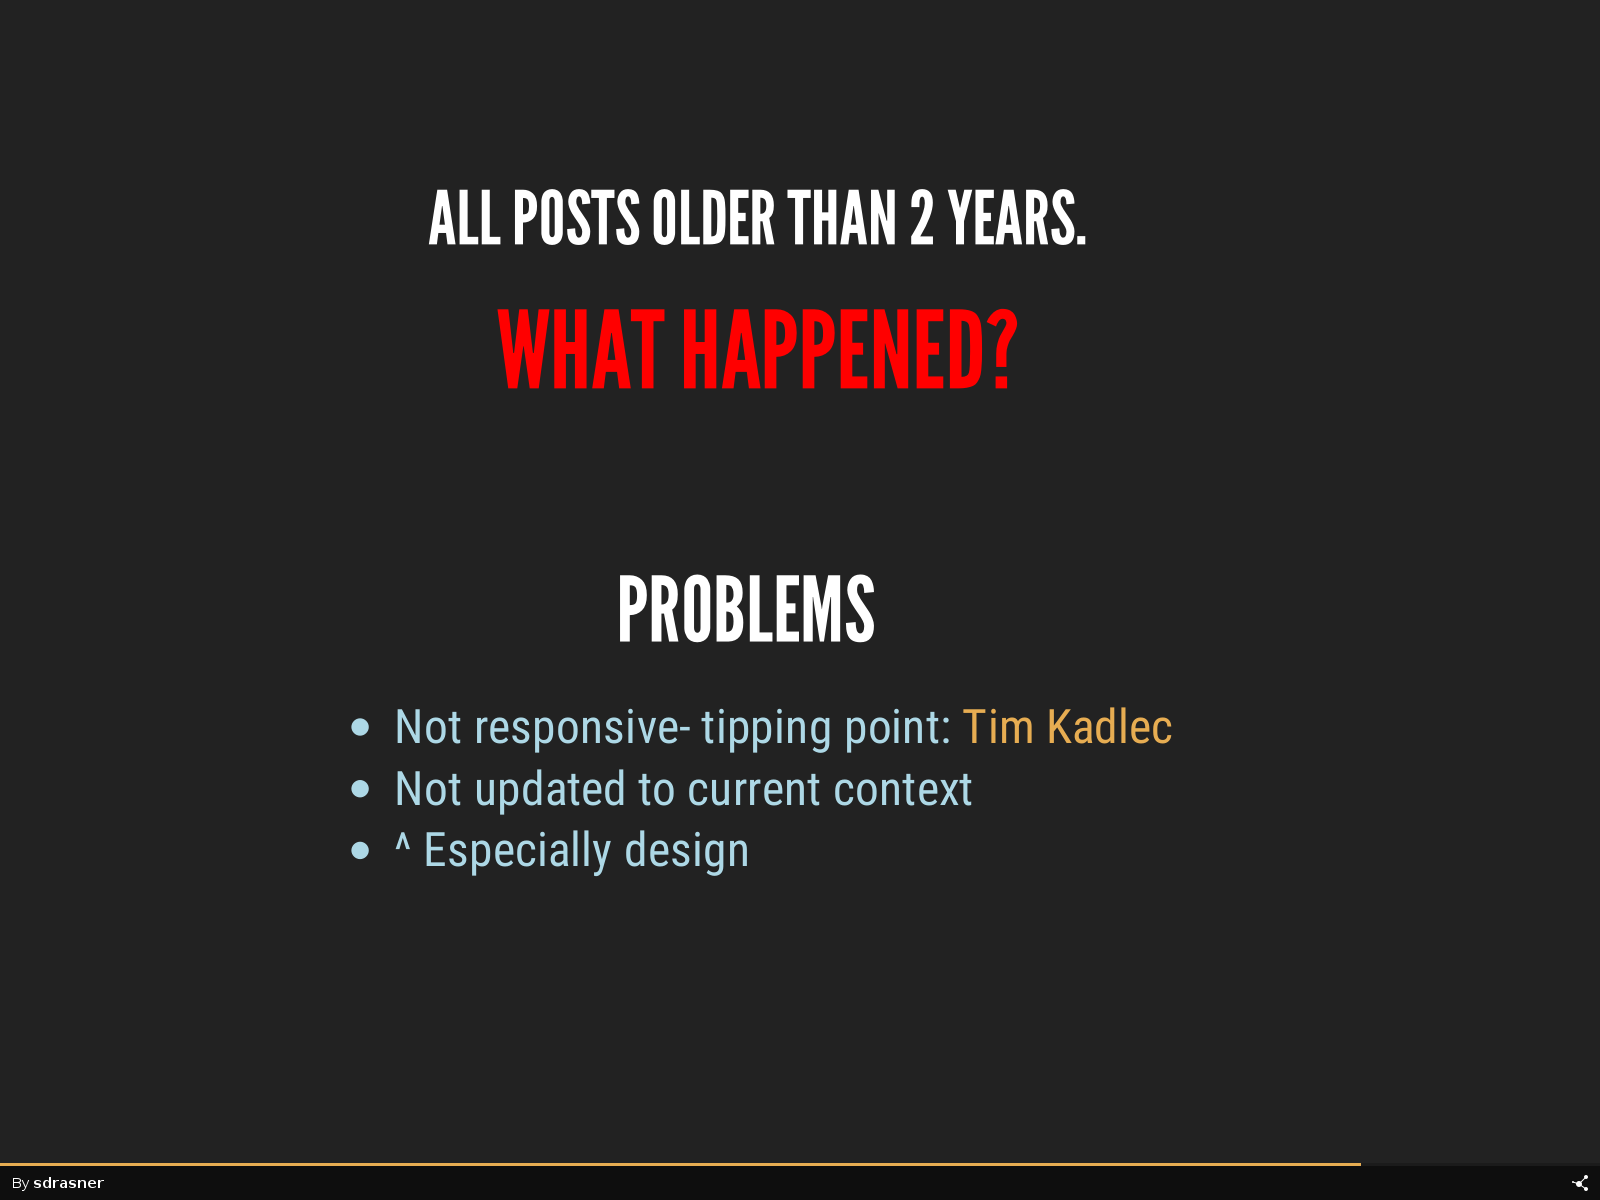 ALL POSTS OLDER THAN 2 YEARS.
WHAT HAPPENED?
PROBLEMS
• Not responsive- tipping point: Tim Kadlec
• Not updated to current context
• ^ Especially design
By sdrasner